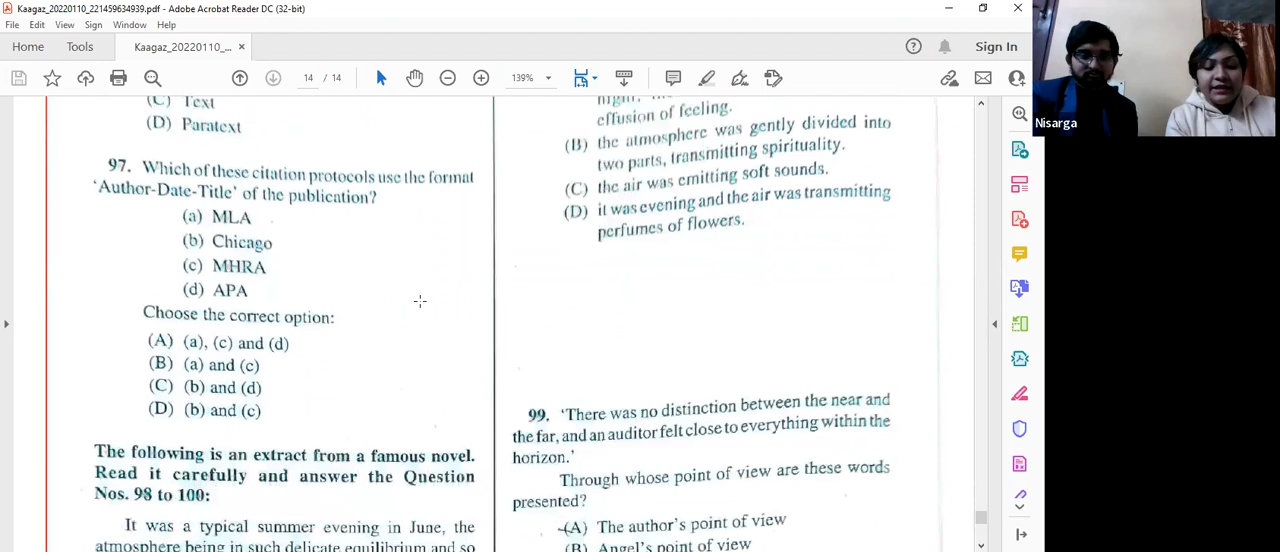 Kaagaz_20220110_221459634939.pdf - Adobe Acrobat Reader DC (32-bit)
File Edit View Sign Window Help
Home Tools Kaagaz_20220110_... × Sign In
14 / 14 139%
(C) Text
(D) Paratext
97. Which of these citation protocols use the format
'Author-Date-Title' of the publication?
(a) MLA
(b) Chicago
(c) MHRA
(d) APA
Choose the correct option:
(A) (a), (c) and (d)
(B) (a) and (c)
(C) (b) and (d)
(D) (b) and (c)
The following is an extract from a famous novel.
Read it carefully and answer the Question
Nos. 98 to 100:
It was a typical summer evening in June, the
atmosphere being in such delicate equilibrium and so
effusion of feeling.
(B) the atmosphere was gently divided into
two parts, transmitting spirituality.
(C) the air was emitting soft sounds.
(D) it was evening and the air was transmitting
perfumes of flowers.
99. 'There was no distinction between the near and
the far, and an auditor felt close to everything within the
horizon.'
Through whose point of view are these words
presented?
(A) The author's point of view
(B) Angel's point of view
Nisarga